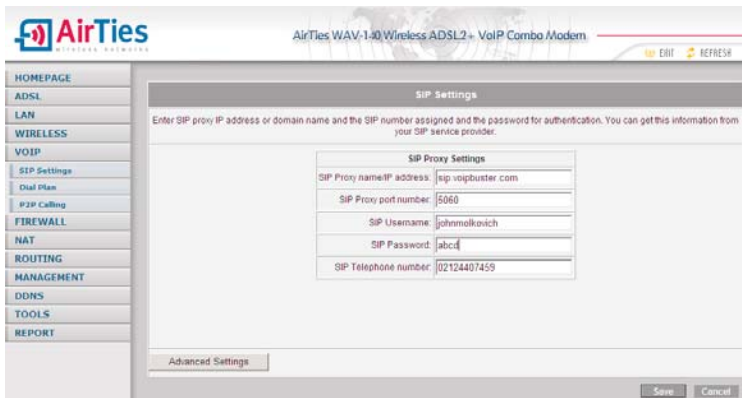 AirTies
wireless networks
AirTies WAV-140 Wireless ADSL2+ VoIP Combo Modem
EXIT REFRESH
HOMEPAGE
ADSL
LAN
WIRELESS
VOIP
SIP Settings
Dial Plan
P2P Calling
FIREWALL
NAT
ROUTING
MANAGEMENT
DDNS
TOOLS
REPORT
SIP Settings
Enter SIP proxy IP address or domain name and the SIP number assigned and the password for authentication. You can get this information from
your SIP service provider.
SIP Proxy Settings
SIP Proxy name/IP address: sip.voipbuster.com
SIP Proxy port number: 5060
SIP Username: johnmolkovich
SIP Password: abcd
SIP Telephone number: 02124407459
Advanced Settings
Save Cancel